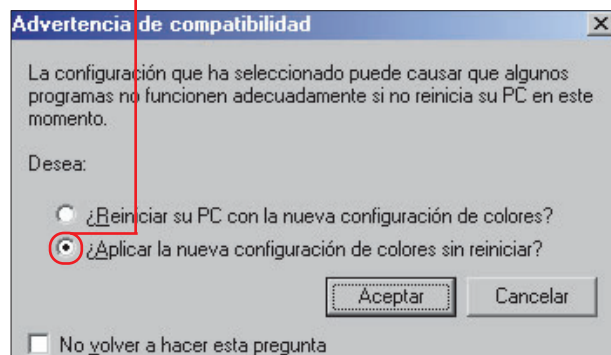 Advertencia de compatibilidad
La configuración que ha seleccionado puede causar que algunos
programas no funcionen adecuadamente si no reinicia su PC en este
momento.
Desea:
¿Reiniciar su PC con la nueva configuración de colores?
¿Aplicar la nueva configuración de colores sin reiniciar?
Aceptar Cancelar
No volver a hacer esta pregunta